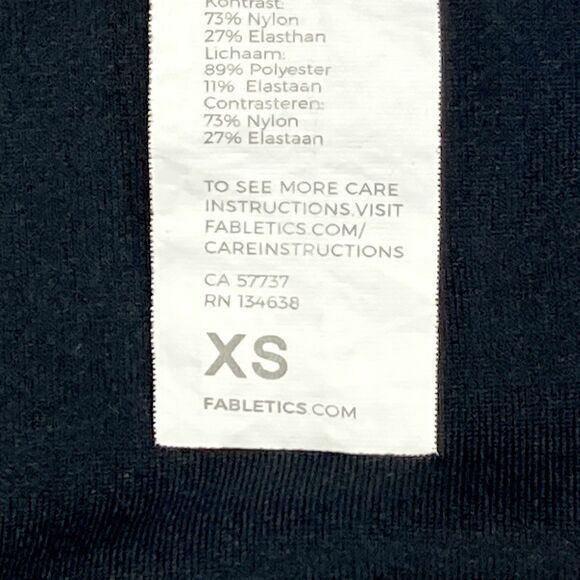 Kontrast:
73% Nylon
27% Elasthan
Lichaam:
89% Polyester
11% Elastaan
Contrasteren:
73% Nylon
27% Elastaan
TO SEE MORE CARE
INSTRUCTIONS,VISIT
FABLETICS.COM/
CAREINSTRUCTIONS
CA 57737
RN 134638
XS
FABLETICS.COM